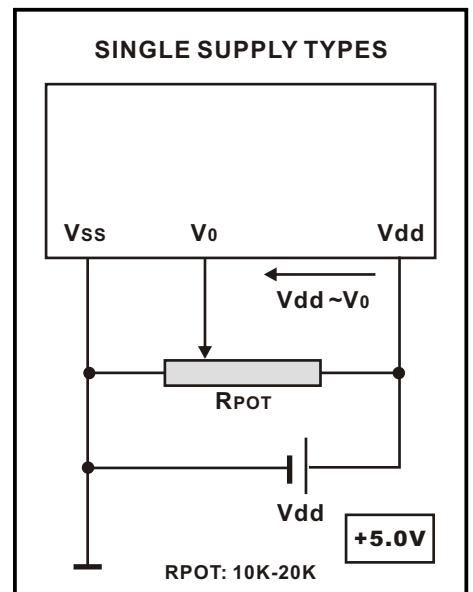 SINGLE SUPPLY TYPES
Vss V0 Vdd
Vdd ~V0
RPOT
Vdd
+5.0V
RPOT: 10K-20K